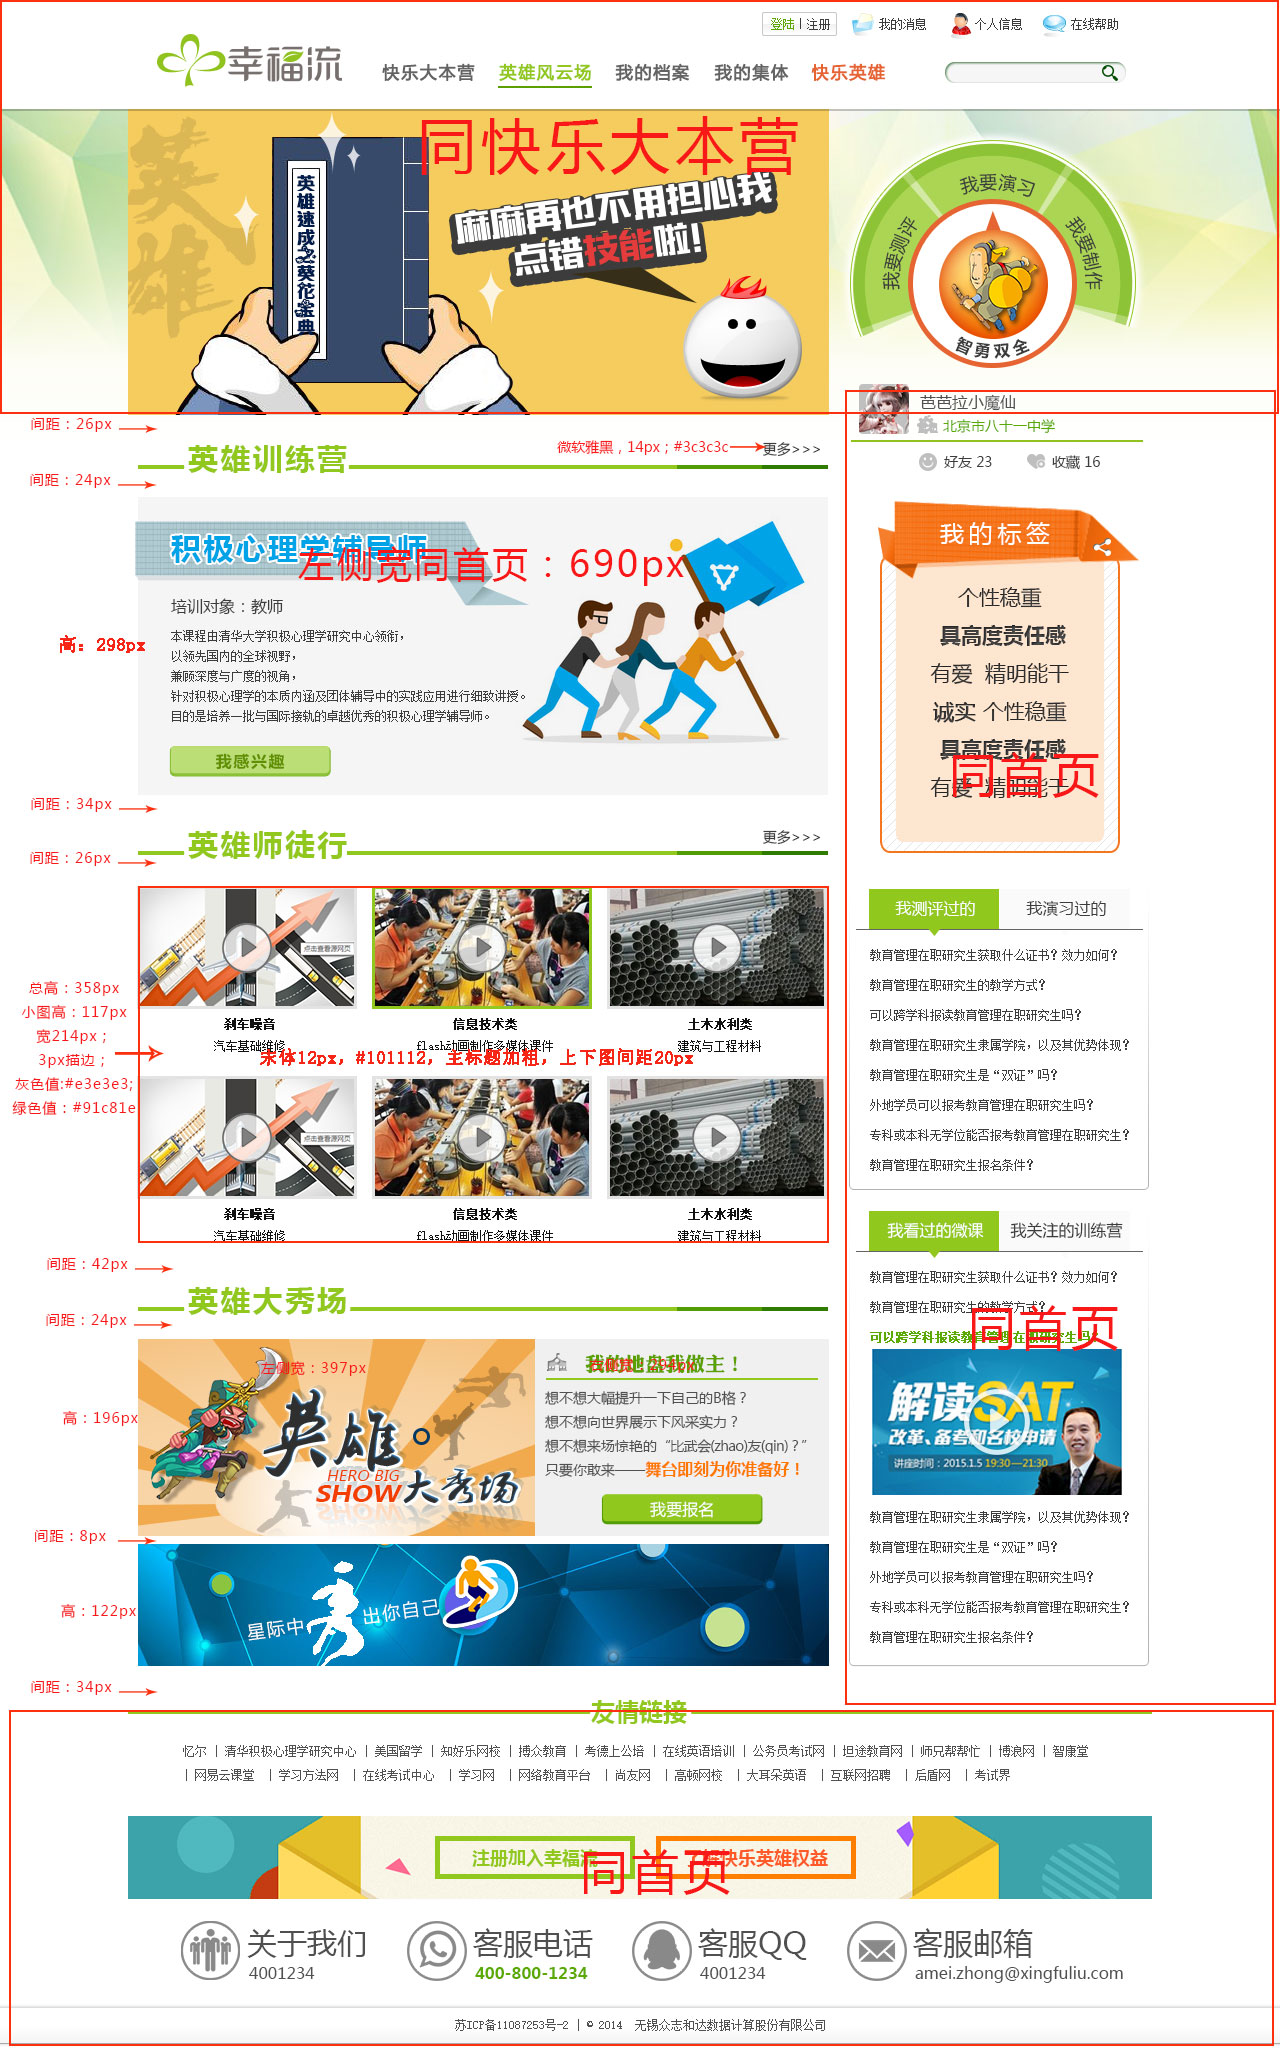 登陆 | 注册 我的消息 个人信息 在线帮助
幸福流
快乐大本营 英雄风云场 我的档案 我的集体 快乐英雄
同快乐大本营
英雄
英雄速成之葵花宝典
麻麻再也不用担心我
点错技能啦!
我要测评 我要演习 我要制作
智勇双全
芭芭拉小魔仙
北京市八十一中学
好友 23 收藏 16
间距：26px
英雄训练营
微软雅黑，14px；#3c3c3c
更多>>>
间距：24px
积极心理学辅导师
左侧宽同首页：690px
培训对象：教师
高：298px
本课程由清华大学积极心理学研究中心领衔，
以领先国内的全球视野，
兼顾深度与广度的视角，
针对积极心理学的本质内涵及团体辅导中的实践应用进行细致讲授。
目的是培养一批与国际接轨的卓越优秀的积极心理学辅导师。
我感兴趣
我的标签
个性稳重
具高度责任感
有爱 精明能干
诚实 个性稳重
具高度责任感
有爱 精明能干
同首页
间距：34px
英雄师徒行
更多>>>
间距：26px
点击查看源网页
刹车噪音 信息技术类 土木水利类
汽车基础维修 flash动画制作多媒体课件 建筑与工程材料
宋体12px，#101112，主标题加粗，上下图间距20px
总高：358px
小图高：117px
宽214px；
3px描边；
灰色值:#e3e3e3;
绿色值：#91c81e
点击查看源网页
刹车噪音 信息技术类 土木水利类
汽车基础维修 flash动画制作多媒体课件 建筑与工程材料
我测评过的 我演习过的
教育管理在职研究生获取什么证书？效力如何？
教育管理在职研究生的教学方式？
可以跨学科报读教育管理在职研究生吗？
教育管理在职研究生隶属学院，以及其优势体现？
教育管理在职研究生是“双证”吗？
外地学员可以报考教育管理在职研究生吗？
专科或本科无学位能否报考教育管理在职研究生？
教育管理在职研究生报名条件？
我看过的微课 我关注的训练营
教育管理在职研究生获取什么证书？效力如何？
教育管理在职研究生的教学方式？
可以跨学科报读教育管理在职研究生吗？
同首页
解读SAT
改革、备考和名校申请
讲座时间：2015.1.5 19:30—21:30
教育管理在职研究生隶属学院，以及其优势体现？
教育管理在职研究生是“双证”吗？
外地学员可以报考教育管理在职研究生吗？
专科或本科无学位能否报考教育管理在职研究生？
教育管理在职研究生报名条件？
间距：42px
英雄大秀场
间距：24px
左侧宽：397px
英雄
HERO BIG
SHOW 大秀场
高：196px
我的地盘我做主！
想不想大幅提升一下自己的B格？
想不想向世界展示下风采实力？
想不想来场惊艳的“比武会(zhao)友(qin)？”
只要你敢来——舞台即刻为你准备好！
我要报名
间距：8px
星际中秀出你自己
高：122px
间距：34px
友情链接
忆尔 | 清华积极心理学研究中心 | 美国留学 | 知好乐网校 | 搏众教育 | 考德上公培 | 在线英语培训 | 公务员考试网 | 坦途教育网 | 师兄帮帮忙 | 博浪网 | 智康堂
| 网易云课堂 | 学习方法网 | 在线考试中心 | 学习网 | 网络教育平台 | 尚友网 | 高顿网校 | 大耳朵英语 | 互联网招聘 | 后盾网 | 考试界
注册加入幸福流 解快乐英雄权益
同首页
关于我们 客服电话 客服QQ 客服邮箱
4001234 400-800-1234 4001234 amei.zhong@xingfuliu.com
苏ICP备11087253号-2 | © 2014 无锡众志和达数据计算股份有限公司